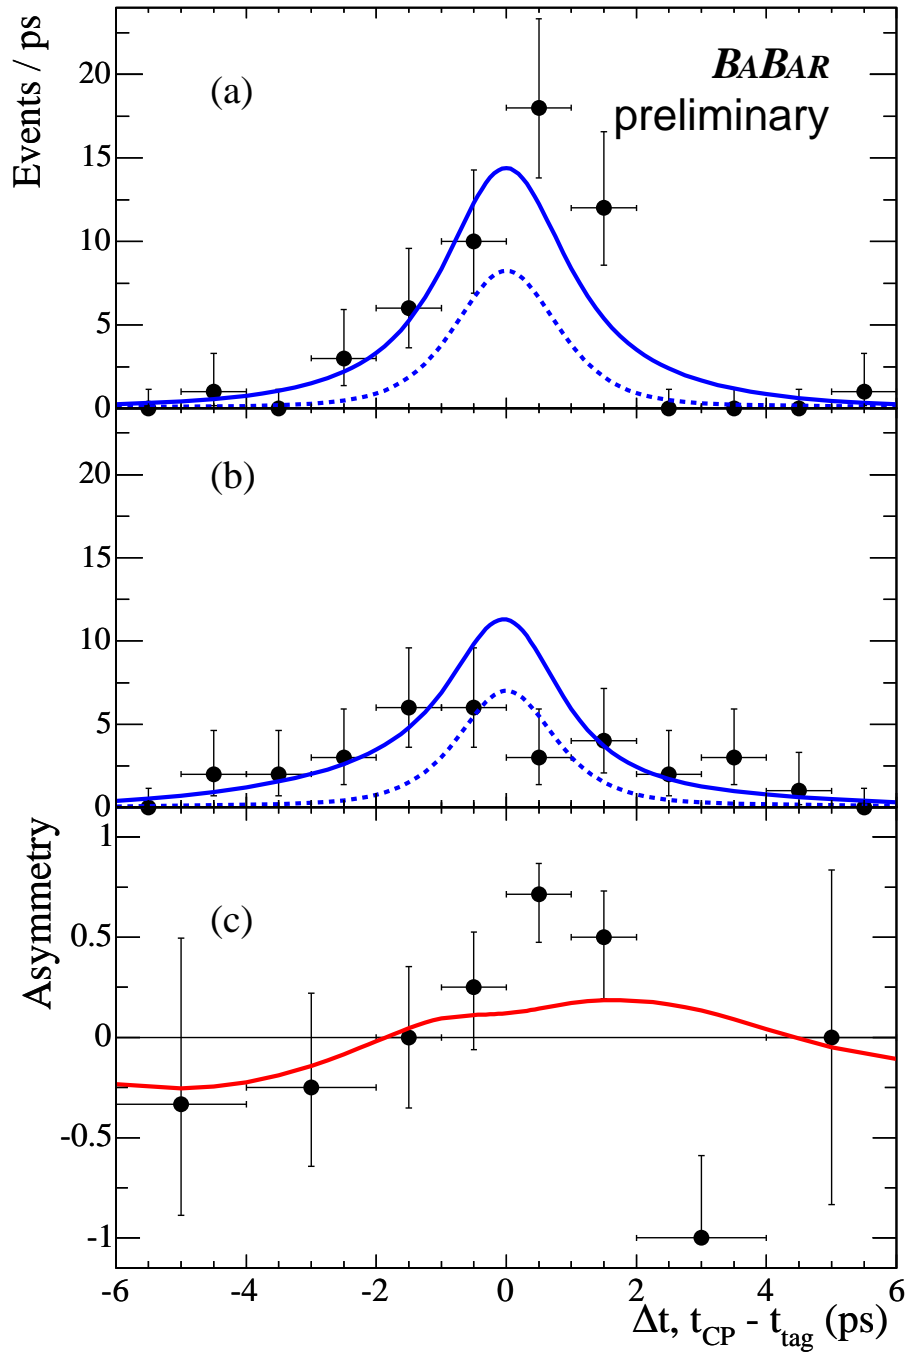 Events / ps
20
15
10
5
0
(a)
BABAR
preliminary
20
15
10
5
0
(b)
Asymmetry
1
0.5
0
-0.5
-1
(c)
-6 -4 -2 0 2 4 6
Δt, t_CP - t_tag (ps)